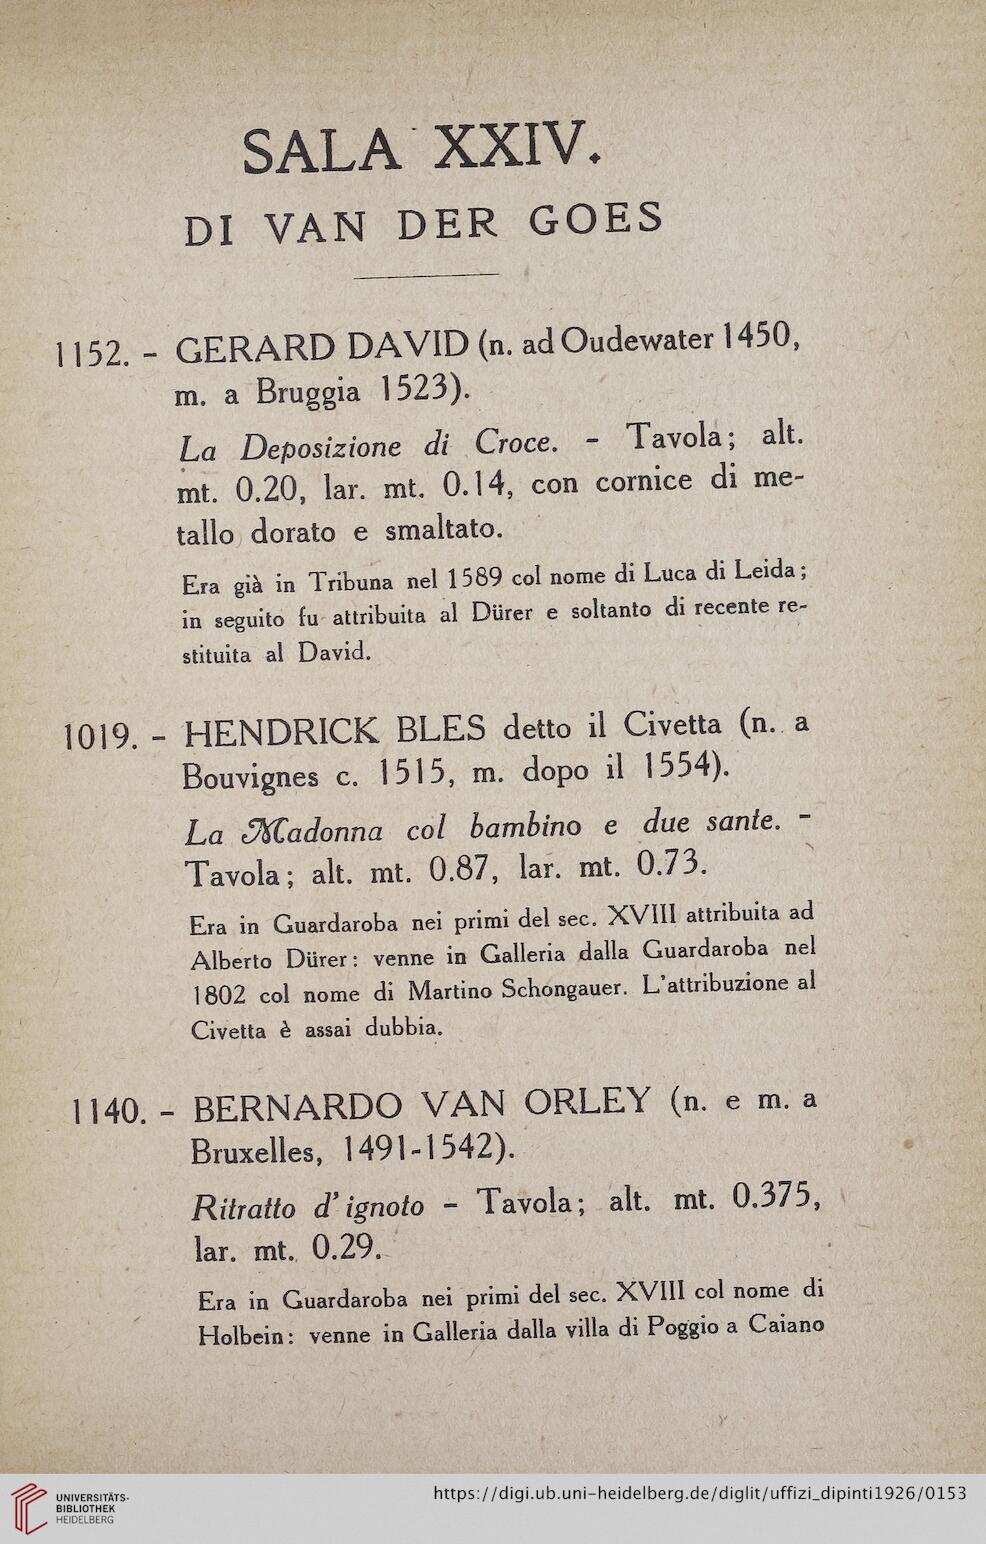 SALA XXIV.
DI VAN DER GOES
1152. - GERARD DAVID (n. ad Oudewater 1450,
m. a Bruggia 1523).
La Deposizione di Croce. - Tavola; alt.
mt. 0.20, lar. mt. 0.14, con cornice di me-
tallo dorato e smaltato.
Era già in Tribuna nel 1589 col nome di Luca di Leida;
in seguito fu attribuita al Dürer e soltanto di recente re-
stituita al David.
1019. - HENDRICK BLES detto il Civetta (n. a
Bouvignes c. 1515, m. dopo il 1554).
La Madonna col bambino e due sante. -
Tavola; alt. mt. 0.87, lar. mt. 0.73.
Era in Guardaroba nei primi del sec. XVIII attribuita ad
Alberto Dürer: venne in Galleria dalla Guardaroba nel
1802 col nome di Martino Schongauer. L'attribuzione al
Civetta è assai dubbia.
1140. - BERNARDO VAN ORLEY (n. e m. a
Bruxelles, 1491-1542).
Ritratto d'ignoto - Tavola; alt. mt. 0.375,
lar. mt. 0.29.
Era in Guardaroba nei primi del sec. XVIII col nome di
Holbein: venne in Galleria dalla villa di Poggio a Caiano
UNIVERSITÄTS-
BIBLIOTHEK
HEIDELBERG
https://digi.ub.uni-heidelberg.de/diglit/uffizi_dipinti1926/0153